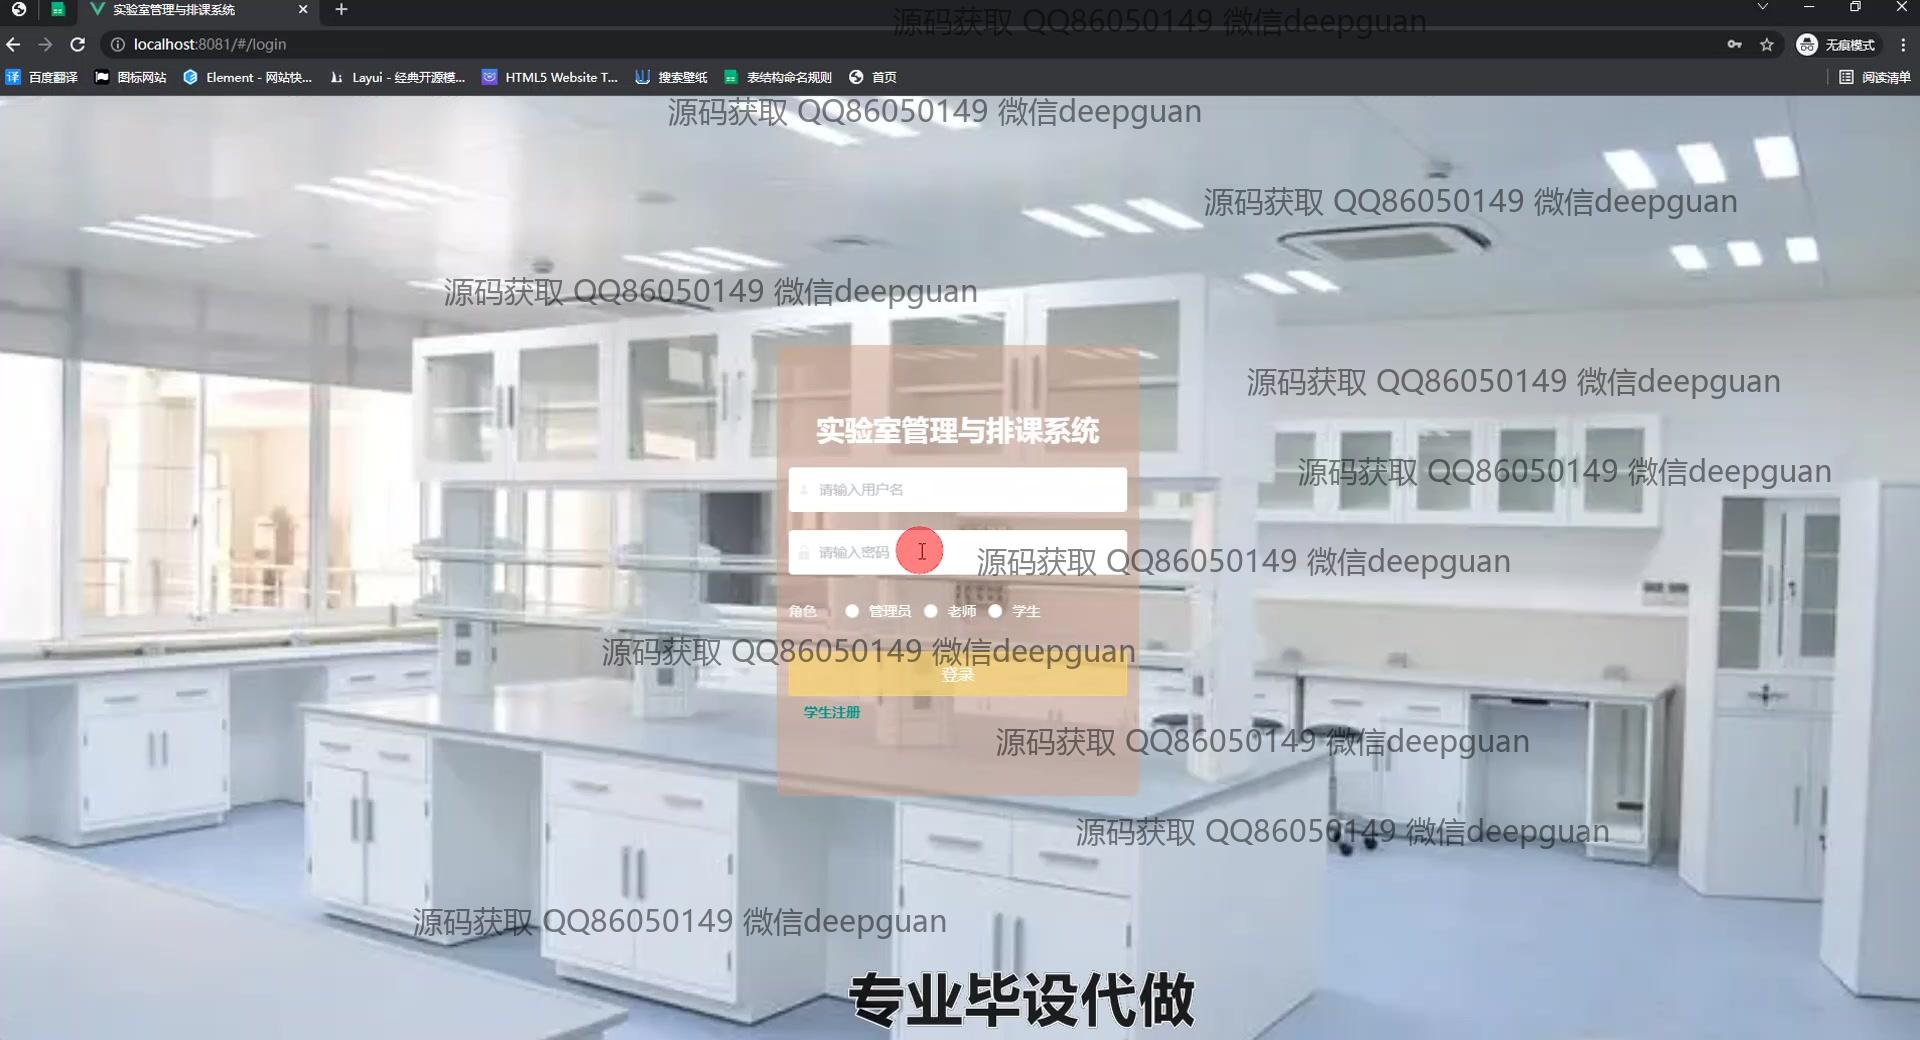 实验室管理与排课系统
源码获取 QQ86050149 微信deepguan
localhost:8081/#/login
无痕模式
百度翻译
图标网站
Element - 网站快...
Layui - 经典开源模...
HTML5 Website T...
搜索壁纸
表结构命名规则
首页
阅读清单
源码获取 QQ86050149 微信deepguan
源码获取 QQ86050149 微信deepguan
源码获取 QQ86050149 微信deepguan
源码获取 QQ86050149 微信deepguan
实验室管理与排课系统
源码获取 QQ86050149 微信deepguan
请输入用户名
请输入密码
源码获取 QQ86050149 微信deepguan
角色 管理员 老师 学生
源码获取 QQ86050149 微信deepguan
登录
学生注册
源码获取 QQ86050149 微信deepguan
源码获取 QQ86050149 微信deepguan
源码获取 QQ86050149 微信deepguan
专业毕设代做